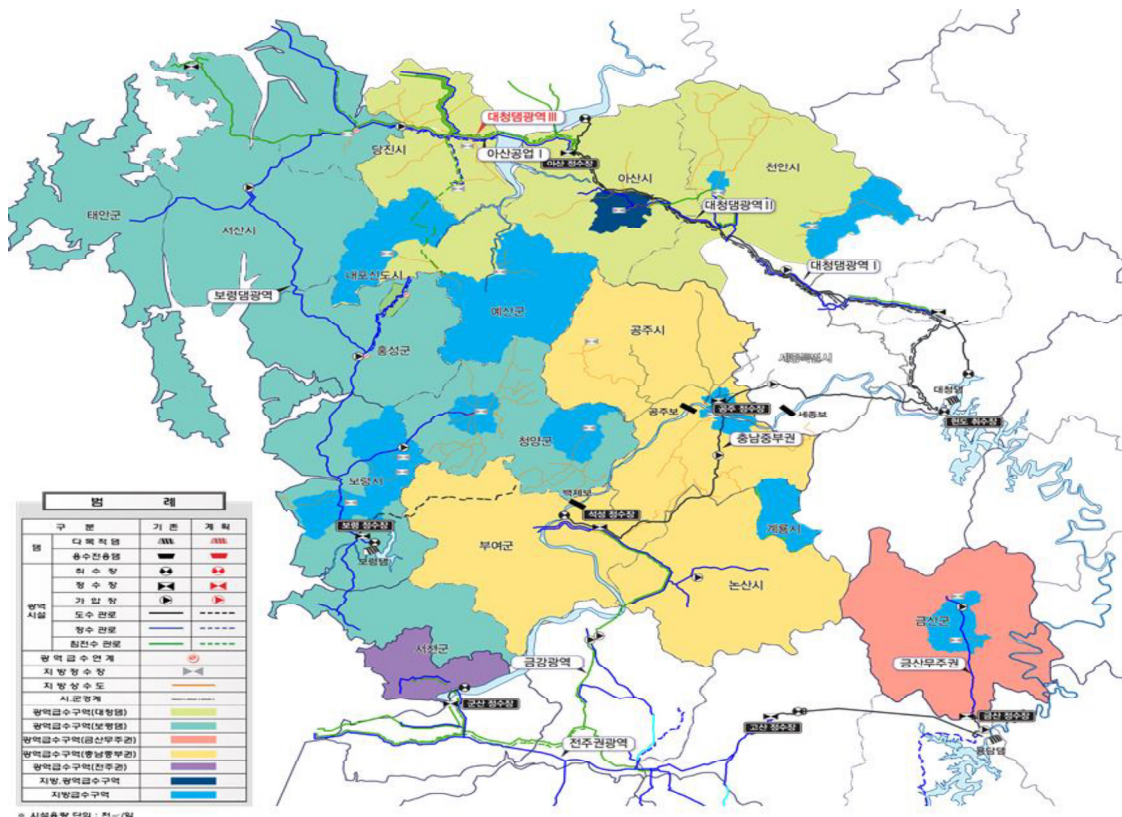 대청댐광역Ⅲ
당진시
아산공업Ⅰ
아산 정수장
아산시
천안시
대청댐광역Ⅱ
태안군
서산시
대청댐광역Ⅰ
내포신도시
보령댐광역
예산군
공주시
홍성군
세종특별시
대청댐
공주보
공주 정수장
세종보
현도 취수장
청양군
충남중부권
보령시
백제보
석성 정수장
계룡시
보령 정수장
보령댐
부여군
논산시
금산군
서천군
금강광역
금산무주권
군산 정수장
고산 정수장
금산 정수장
용담댐
전주권광역
범 례
구 분 기 존 계 획
댐
다목적댐
용수전용댐
광역시설
취 수 장
정 수 장
가 압 장
도수 관로
정수 관로
침전수 관로
광역급수연계
지방정수장
지방상수도
시.군경계
광역급수구역(대청댐)
광역급수구역(보령댐)
광역급수구역(금산무주권)
광역급수구역(충남중부권)
광역급수구역(전주권)
지방.광역급수구역
지방급수구역
※ 시설용량 단위 : 천㎥/일